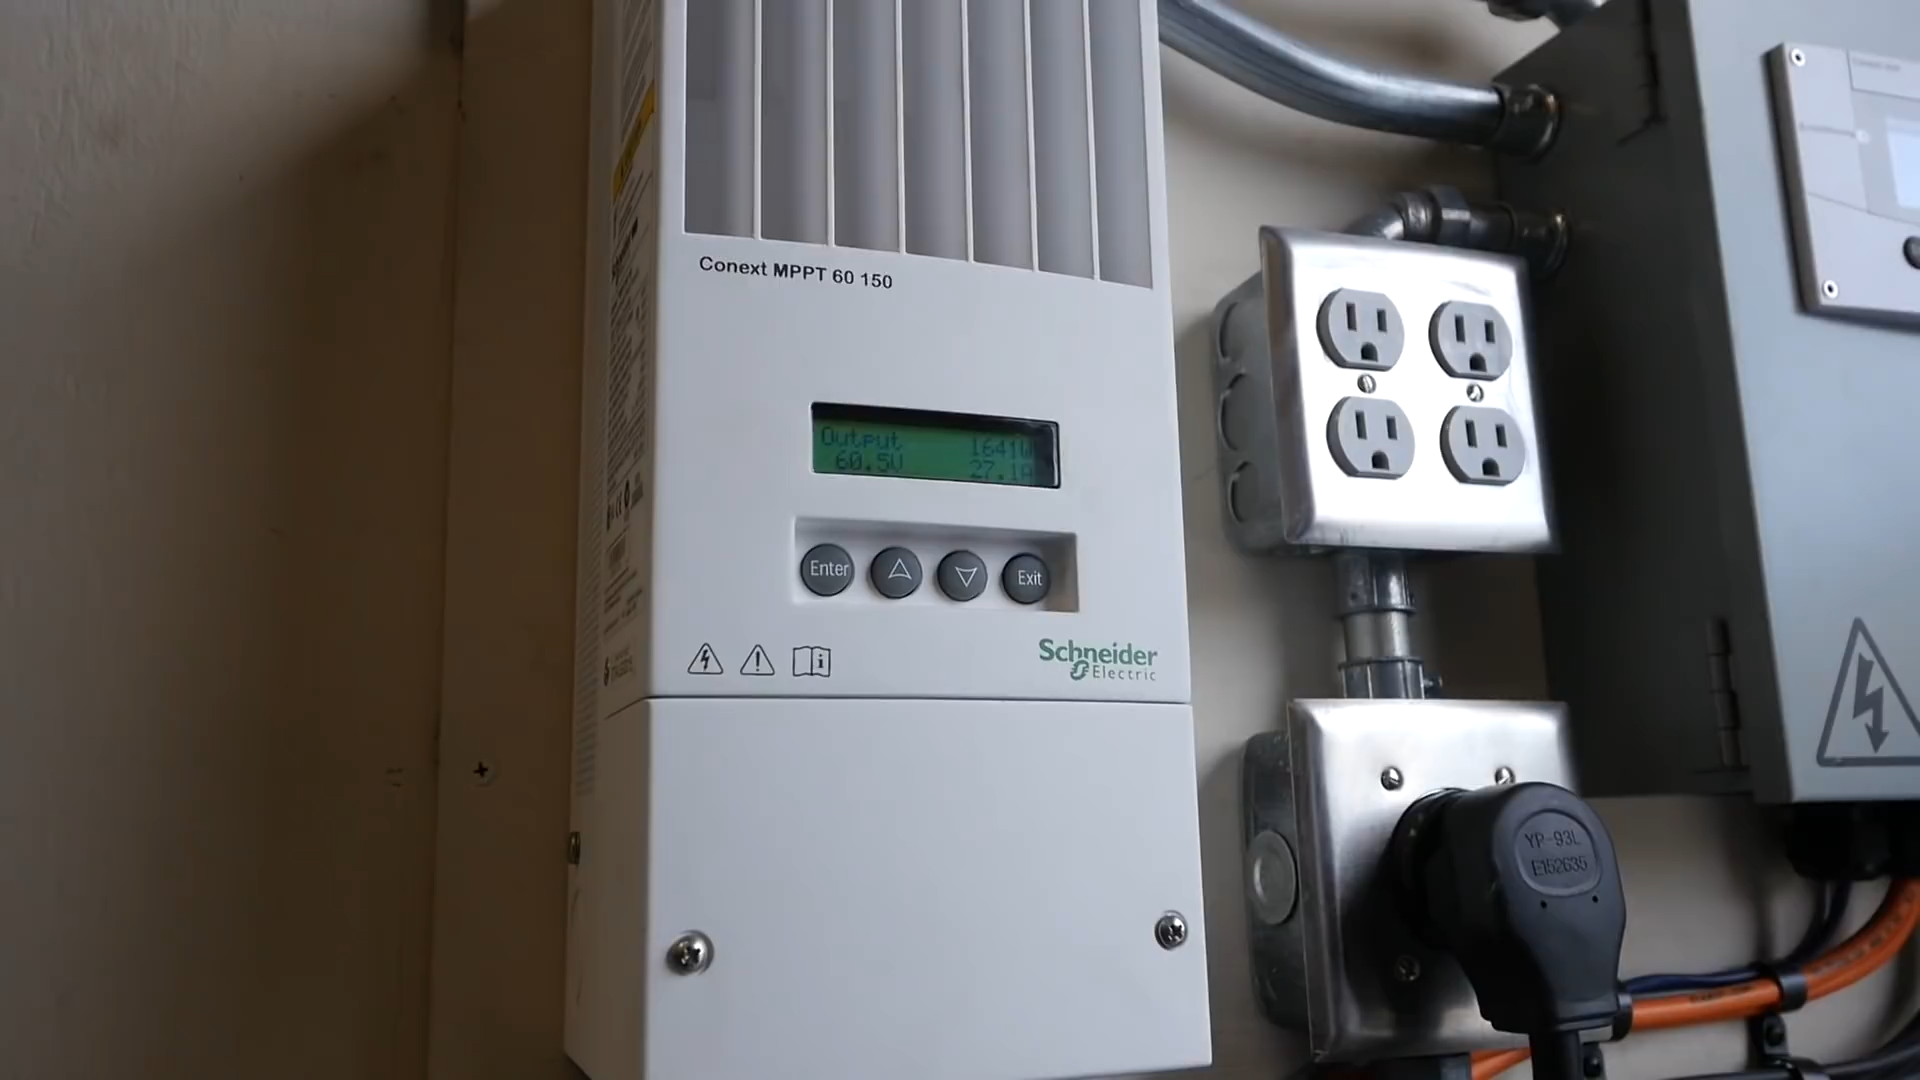 Conext MPPT 60 150
Output 1641W
60.5V 27.1A
Enter
Exit
Schneider
Electric
YP-93L
E152635